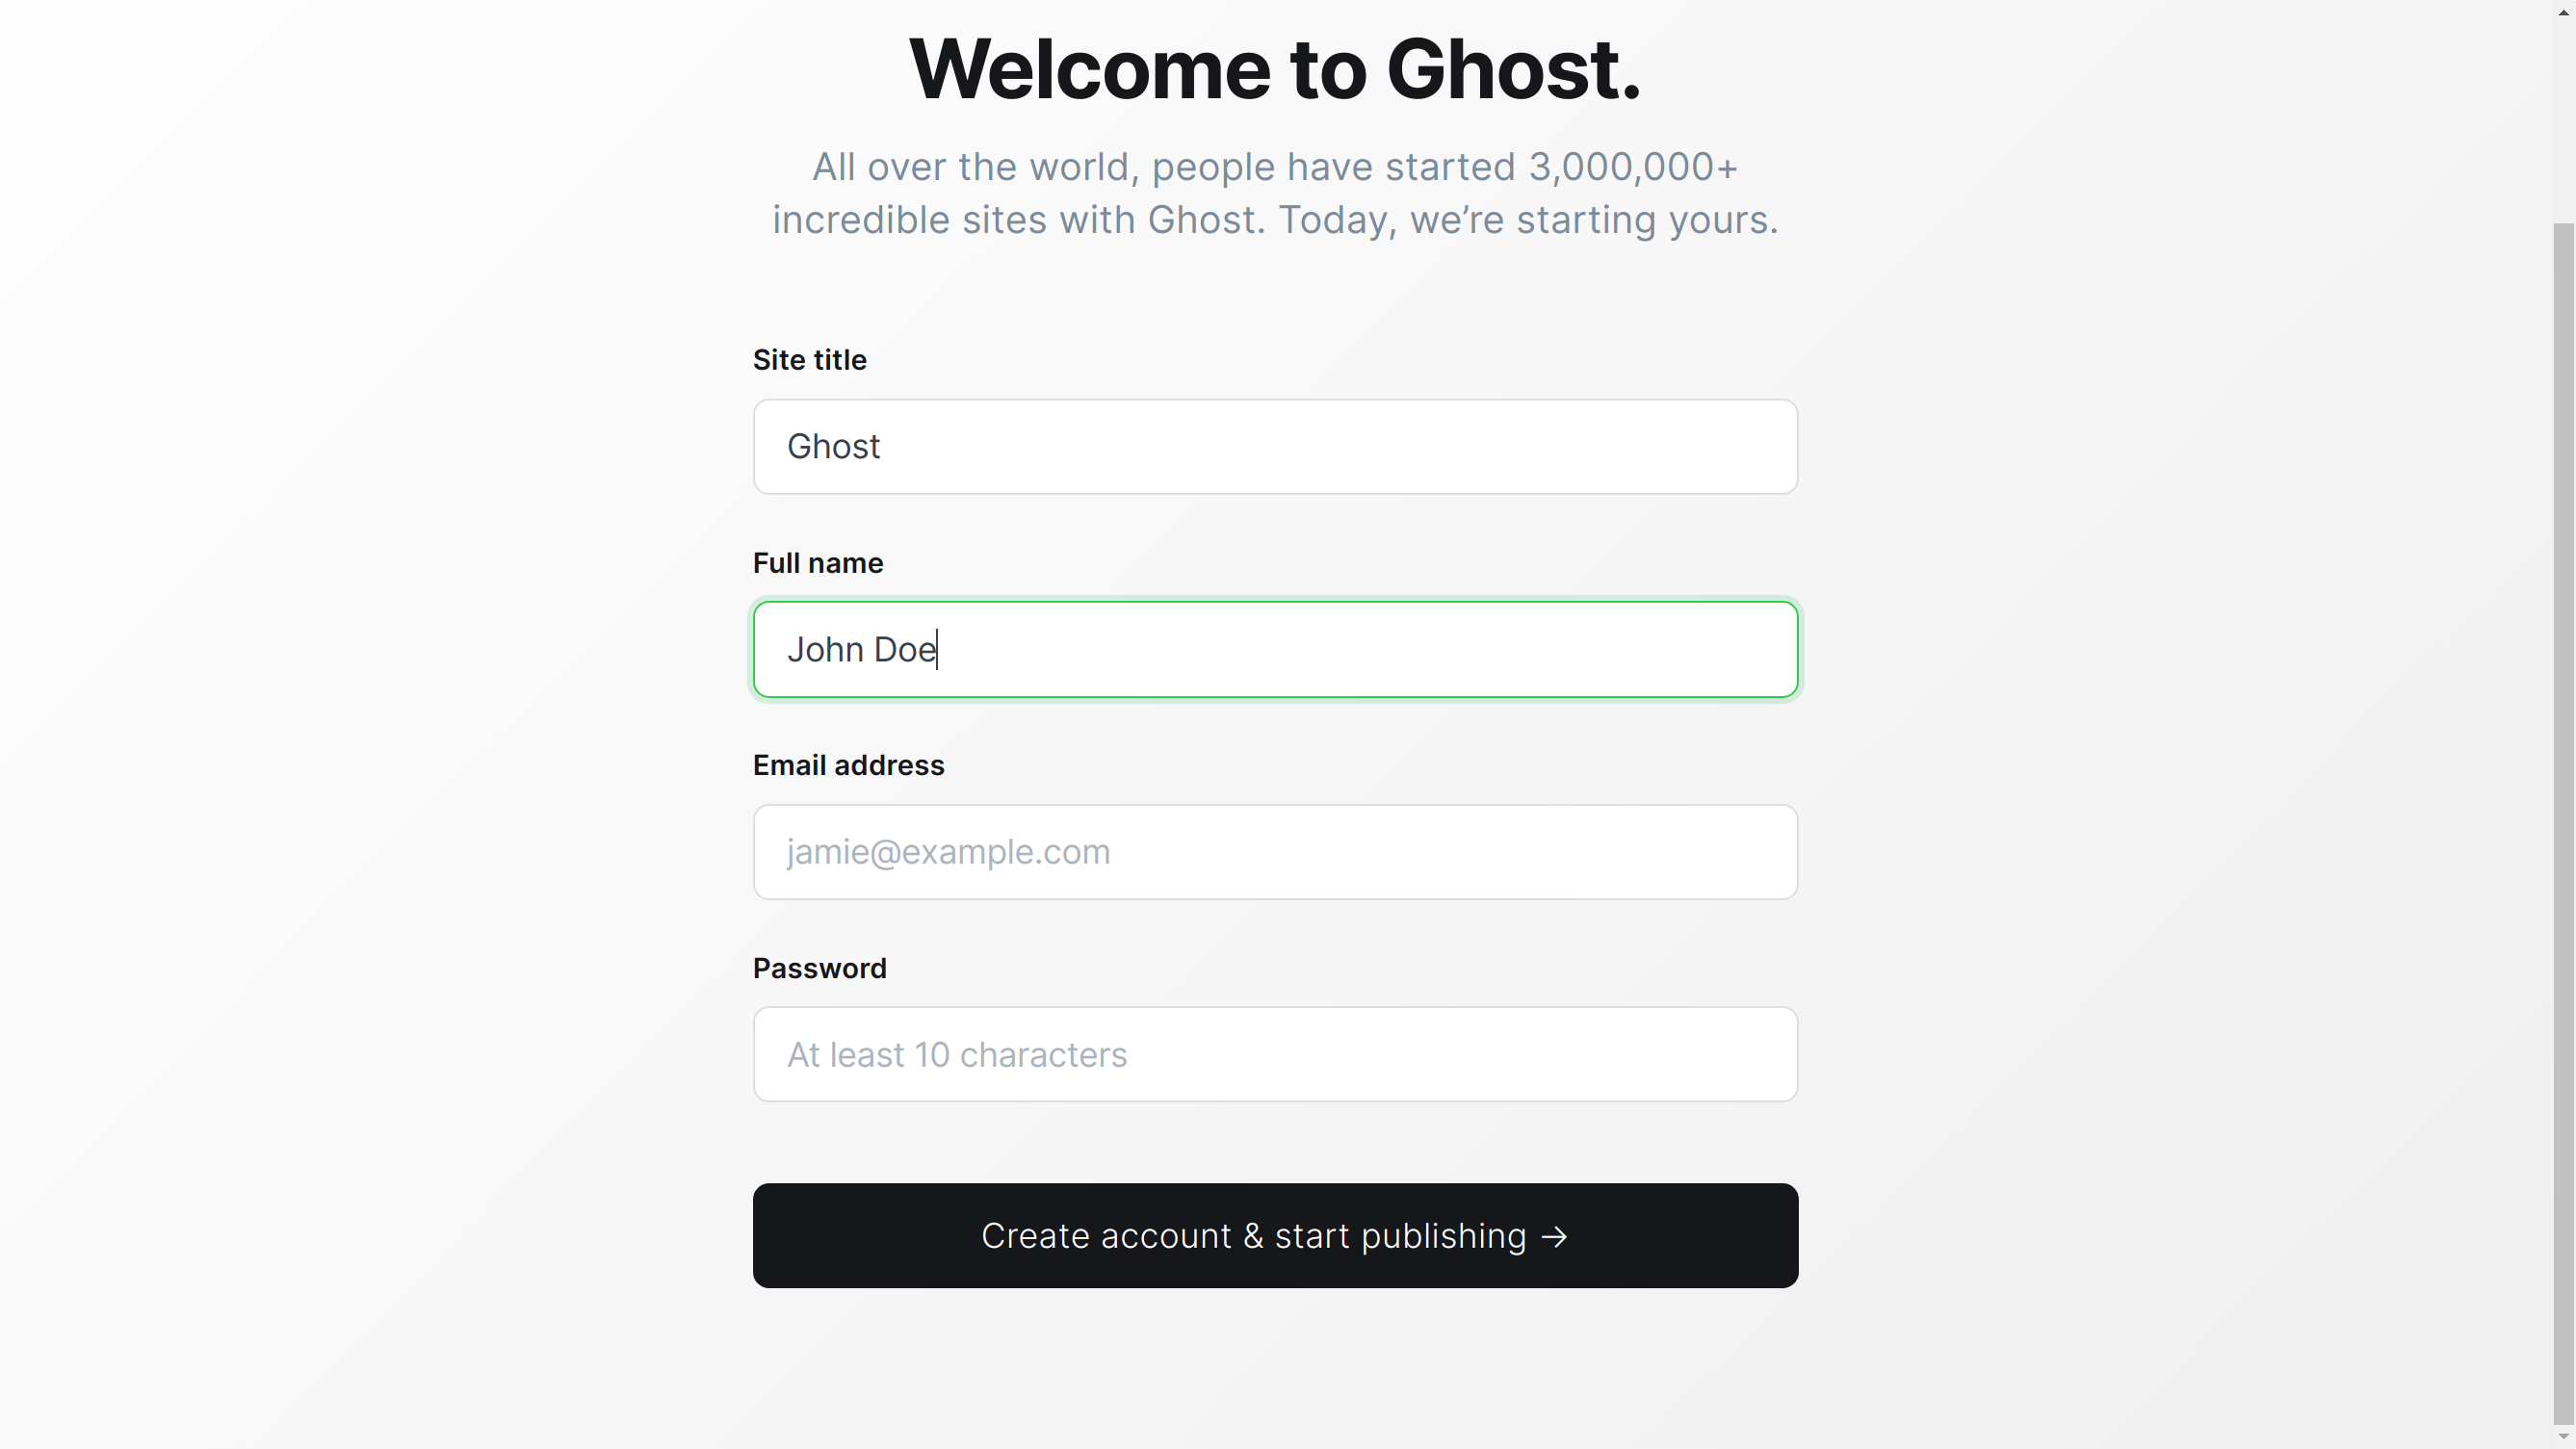 Welcome to Ghost.
All over the world, people have started 3,000,000+
incredible sites with Ghost. Today, we’re starting yours.
Site title
Ghost
Full name
John Doe
Email address
jamie@example.com
Password
At least 10 characters
Create account & start publishing →